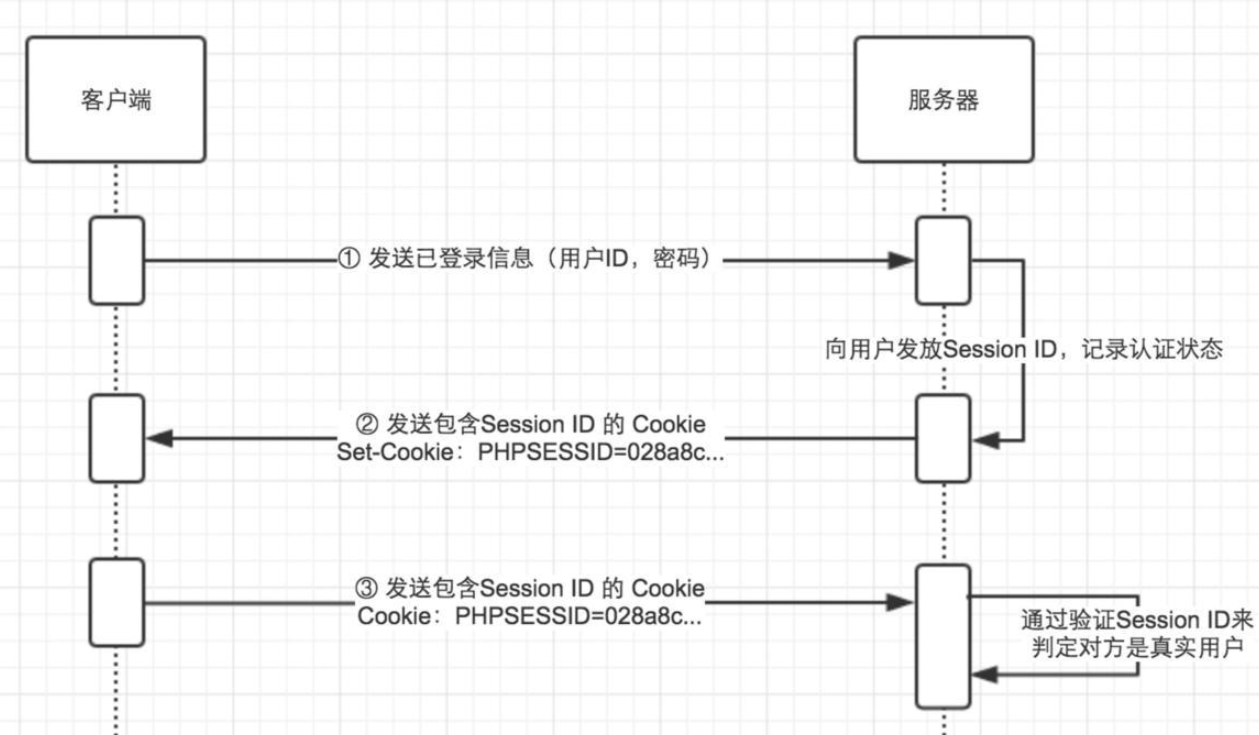 客户端
服务器
① 发送已登录信息（用户ID，密码）
向用户发放Session ID，记录认证状态
② 发送包含Session ID 的 Cookie
Set-Cookie：PHPSESSID=028a8c...
③ 发送包含Session ID 的 Cookie
Cookie：PHPSESSID=028a8c...
通过验证Session ID来
判定对方是真实用户